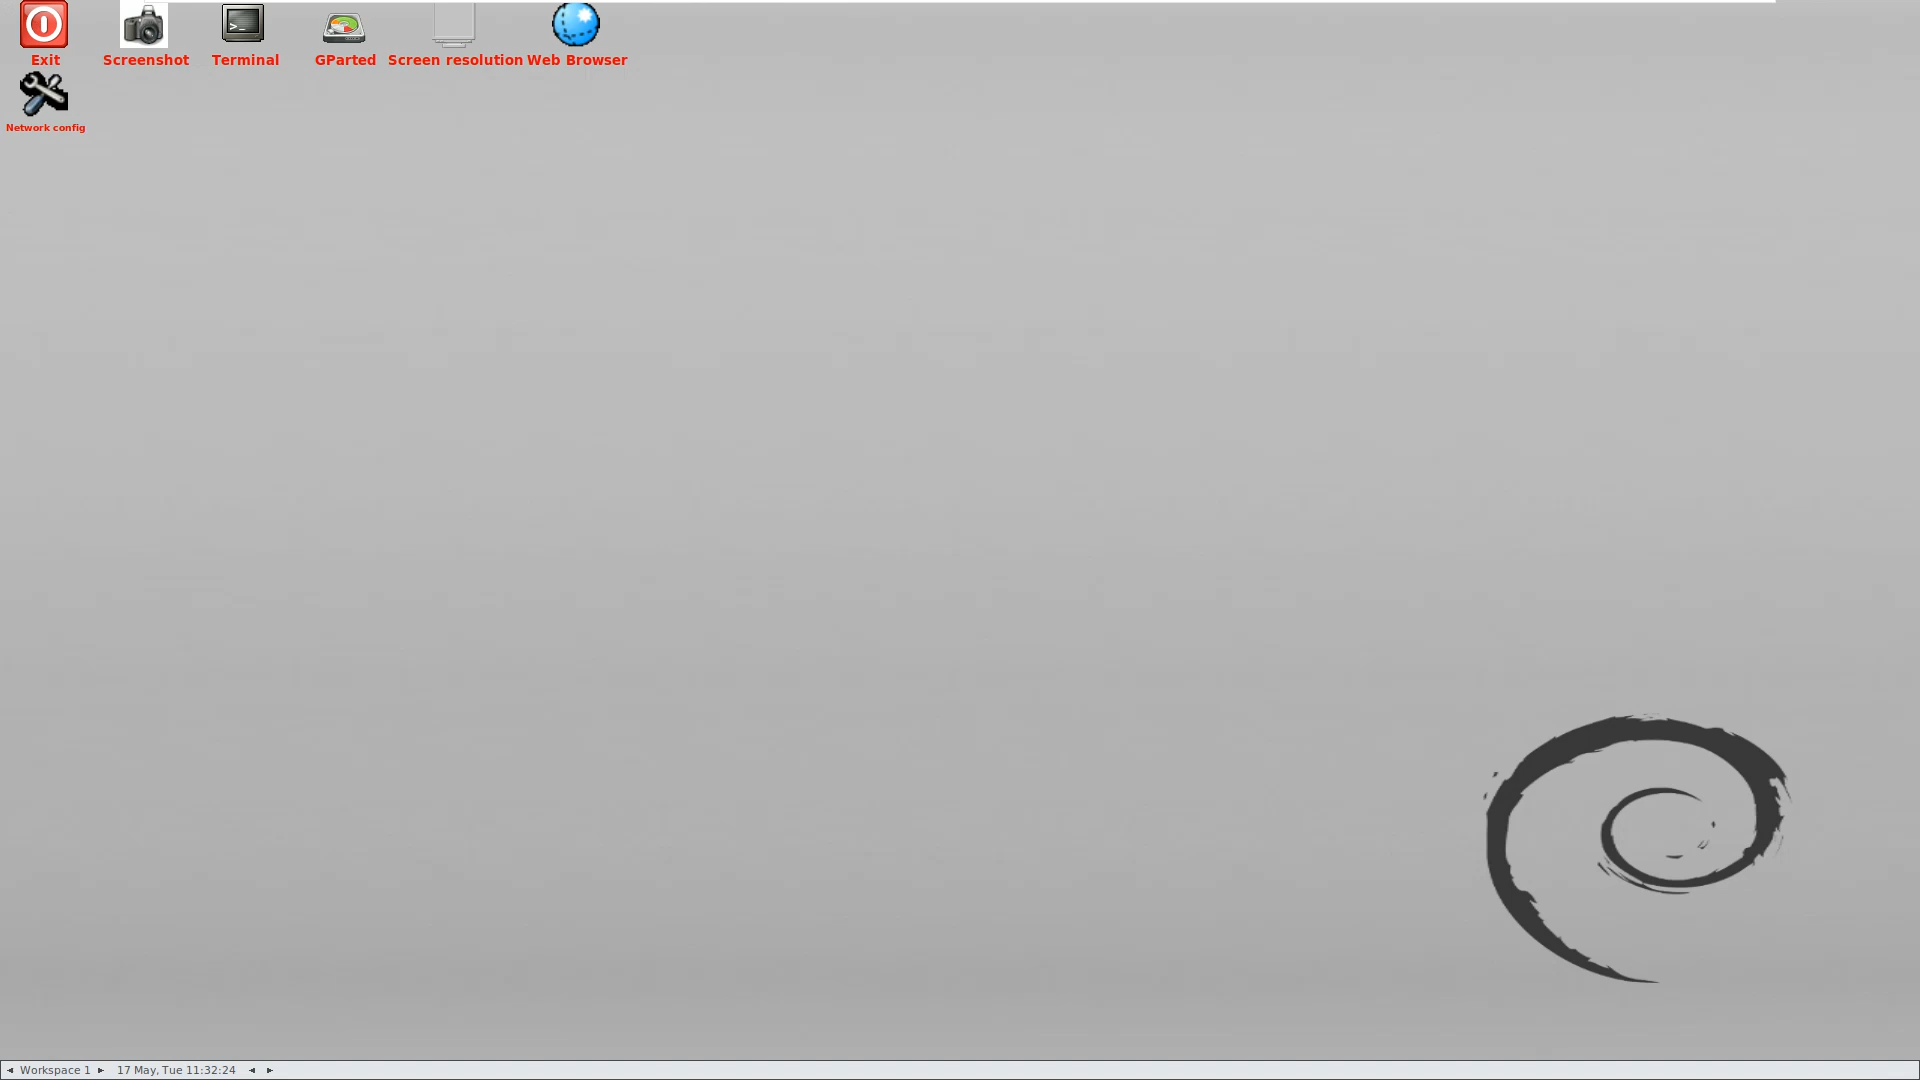 Exit
Screenshot
Terminal
GParted
Screen resolution
Web Browser
Network config
Workspace 1
17 May, Tue 11:32:24